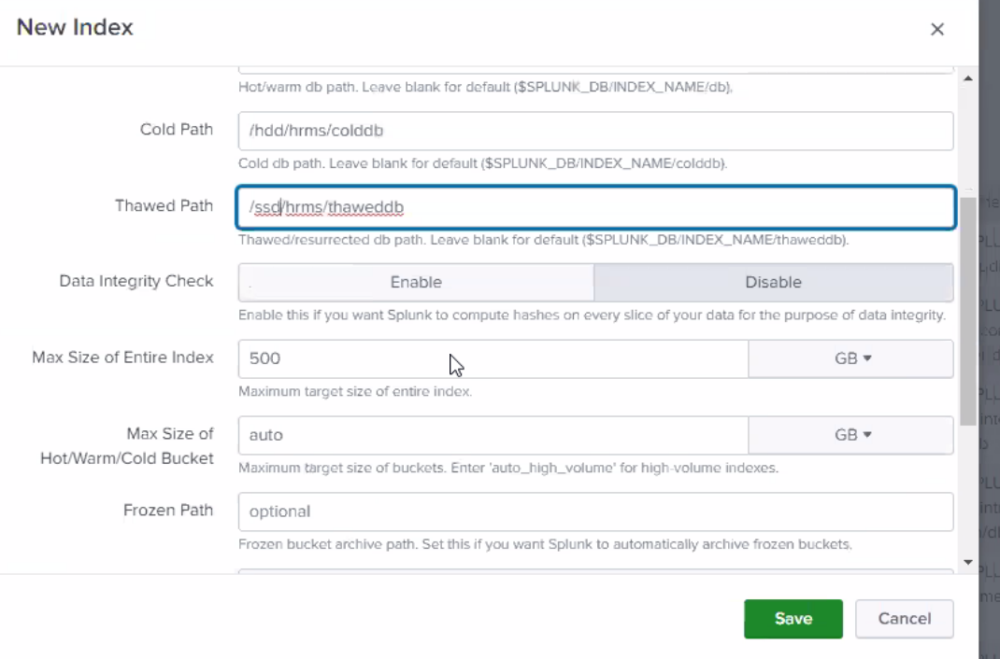 New Index
Hot/warm db path. Leave blank for default ($SPLUNK_DB/INDEX_NAME/db).
Cold Path
/hdd/hrms/colddb
Cold db path. Leave blank for default ($SPLUNK_DB/INDEX_NAME/colddb).
Thawed Path
/ssd/hrms/thaweddb
Thawed/resurrected db path. Leave blank for default ($SPLUNK_DB/INDEX_NAME/thaweddb).
Data Integrity Check
Enable
Disable
Enable this if you want Splunk to compute hashes on every slice of your data for the purpose of data integrity.
Max Size of Entire Index
500
GB
Maximum target size of entire index.
Max Size of
Hot/Warm/Cold Bucket
auto
GB
Maximum target size of buckets. Enter 'auto_high_volume' for high-volume indexes.
Frozen Path
optional
Frozen bucket archive path. Set this if you want Splunk to automatically archive frozen buckets.
Save
Cancel